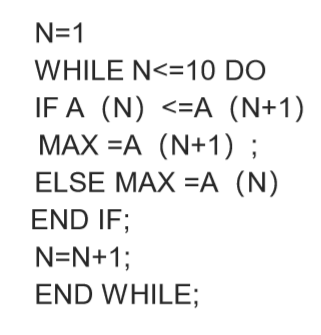 N=1
WHILE N<=10 DO
IF A (N) <=A (N+1)
MAX =A (N+1) ;
ELSE MAX =A (N)
END IF;
N=N+1;
END WHILE;